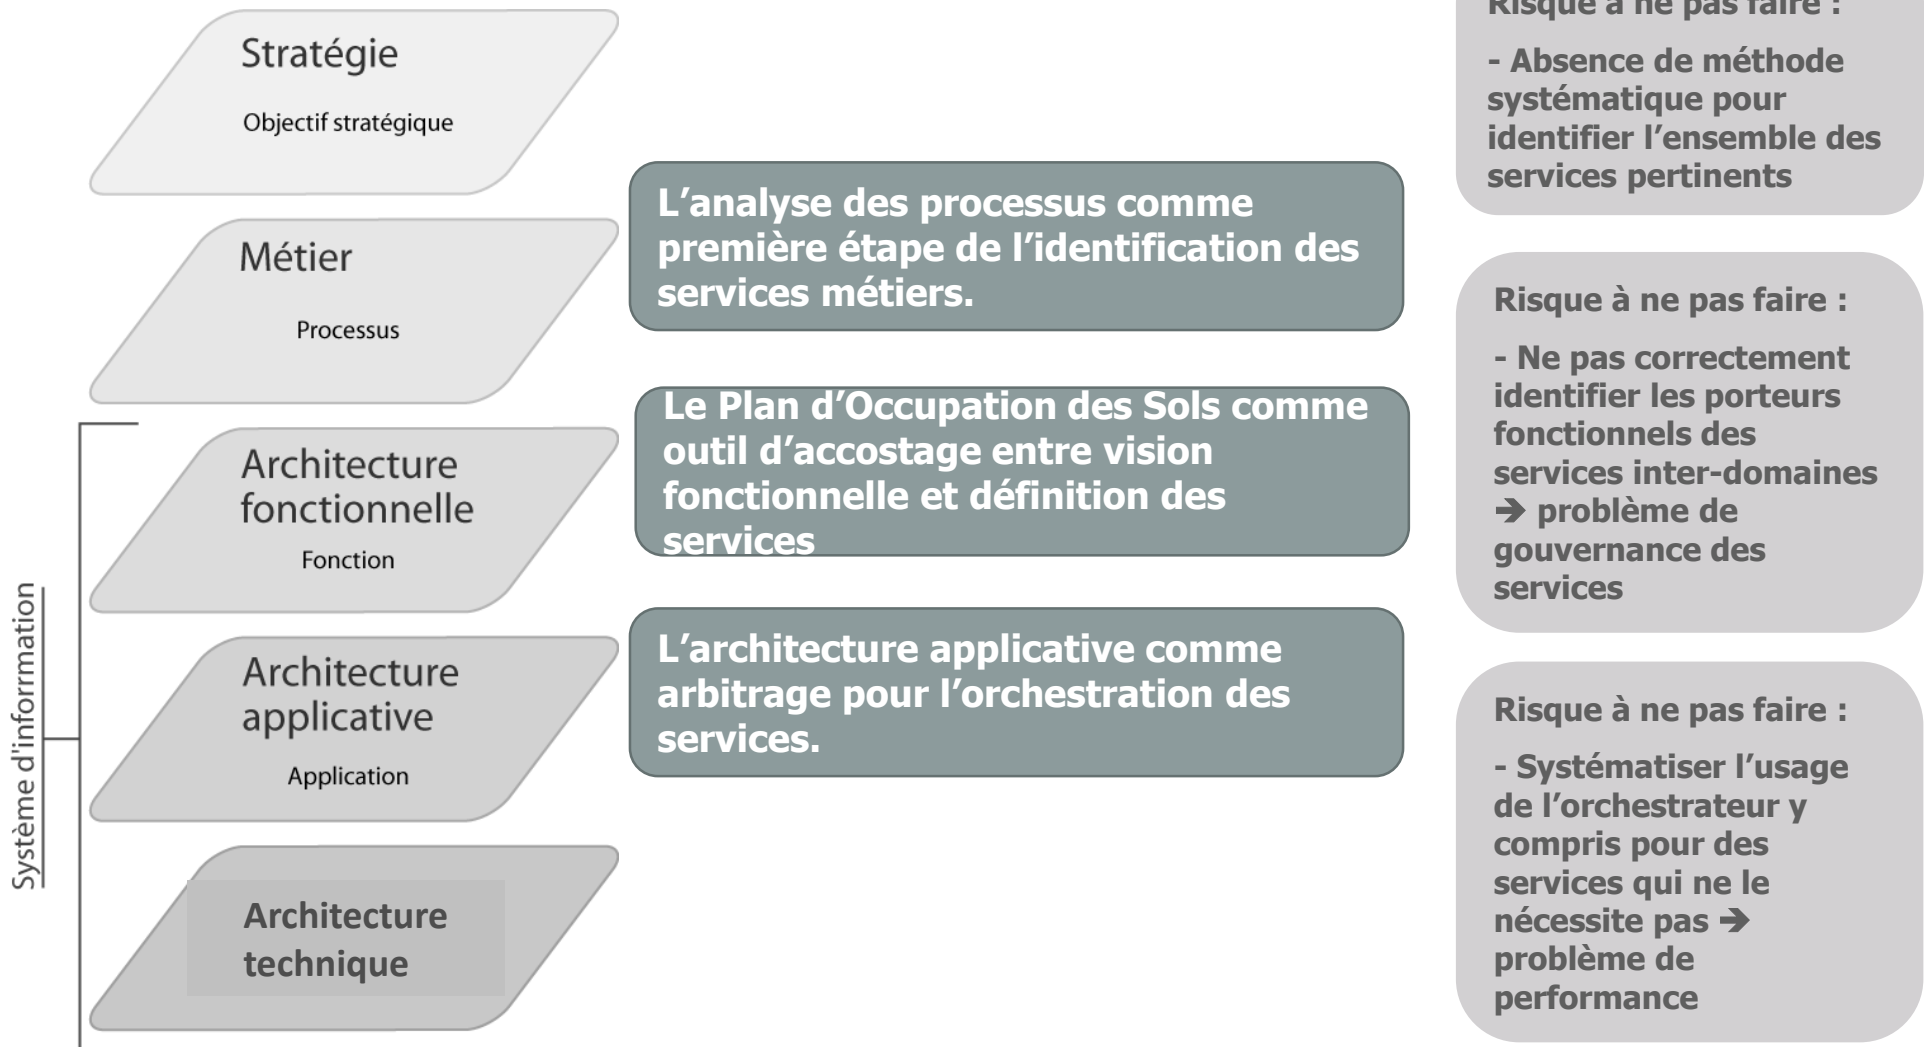 Stratégie
Objectif stratégique
Métier
Processus
Architecture
fonctionnelle
Fonction
Architecture
applicative
Application
Architecture
technique
Système d'information
L’analyse des processus comme
première étape de l’identification des
services métiers.
Le Plan d’Occupation des Sols comme
outil d’accostage entre vision
fonctionnelle et définition des
services
L’architecture applicative comme
arbitrage pour l’orchestration des
services.
Risque à ne pas faire :
- Absence de méthode
systématique pour
identifier l’ensemble des
services pertinents
Risque à ne pas faire :
- Ne pas correctement
identifier les porteurs
fonctionnels des
services inter-domaines
➔ problème de
gouvernance des
services
Risque à ne pas faire :
- Systématiser l’usage
de l’orchestrateur y
compris pour des
services qui ne le
nécessite pas ➔
problème de
performance